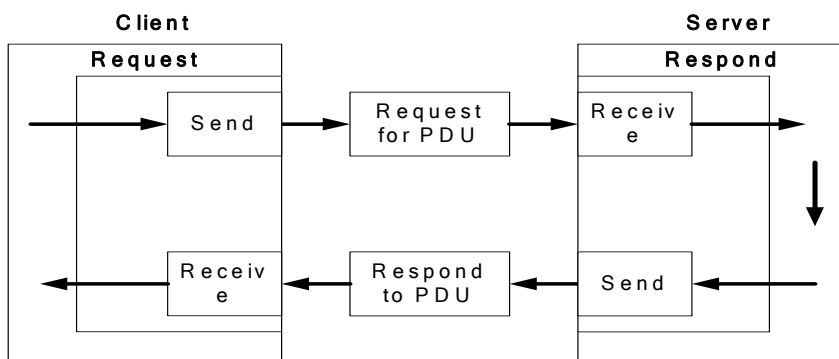 Client
Server
Request
Respond
Send
Request
for PDU
Receiv
e
Receiv
e
Respond
to PDU
Send